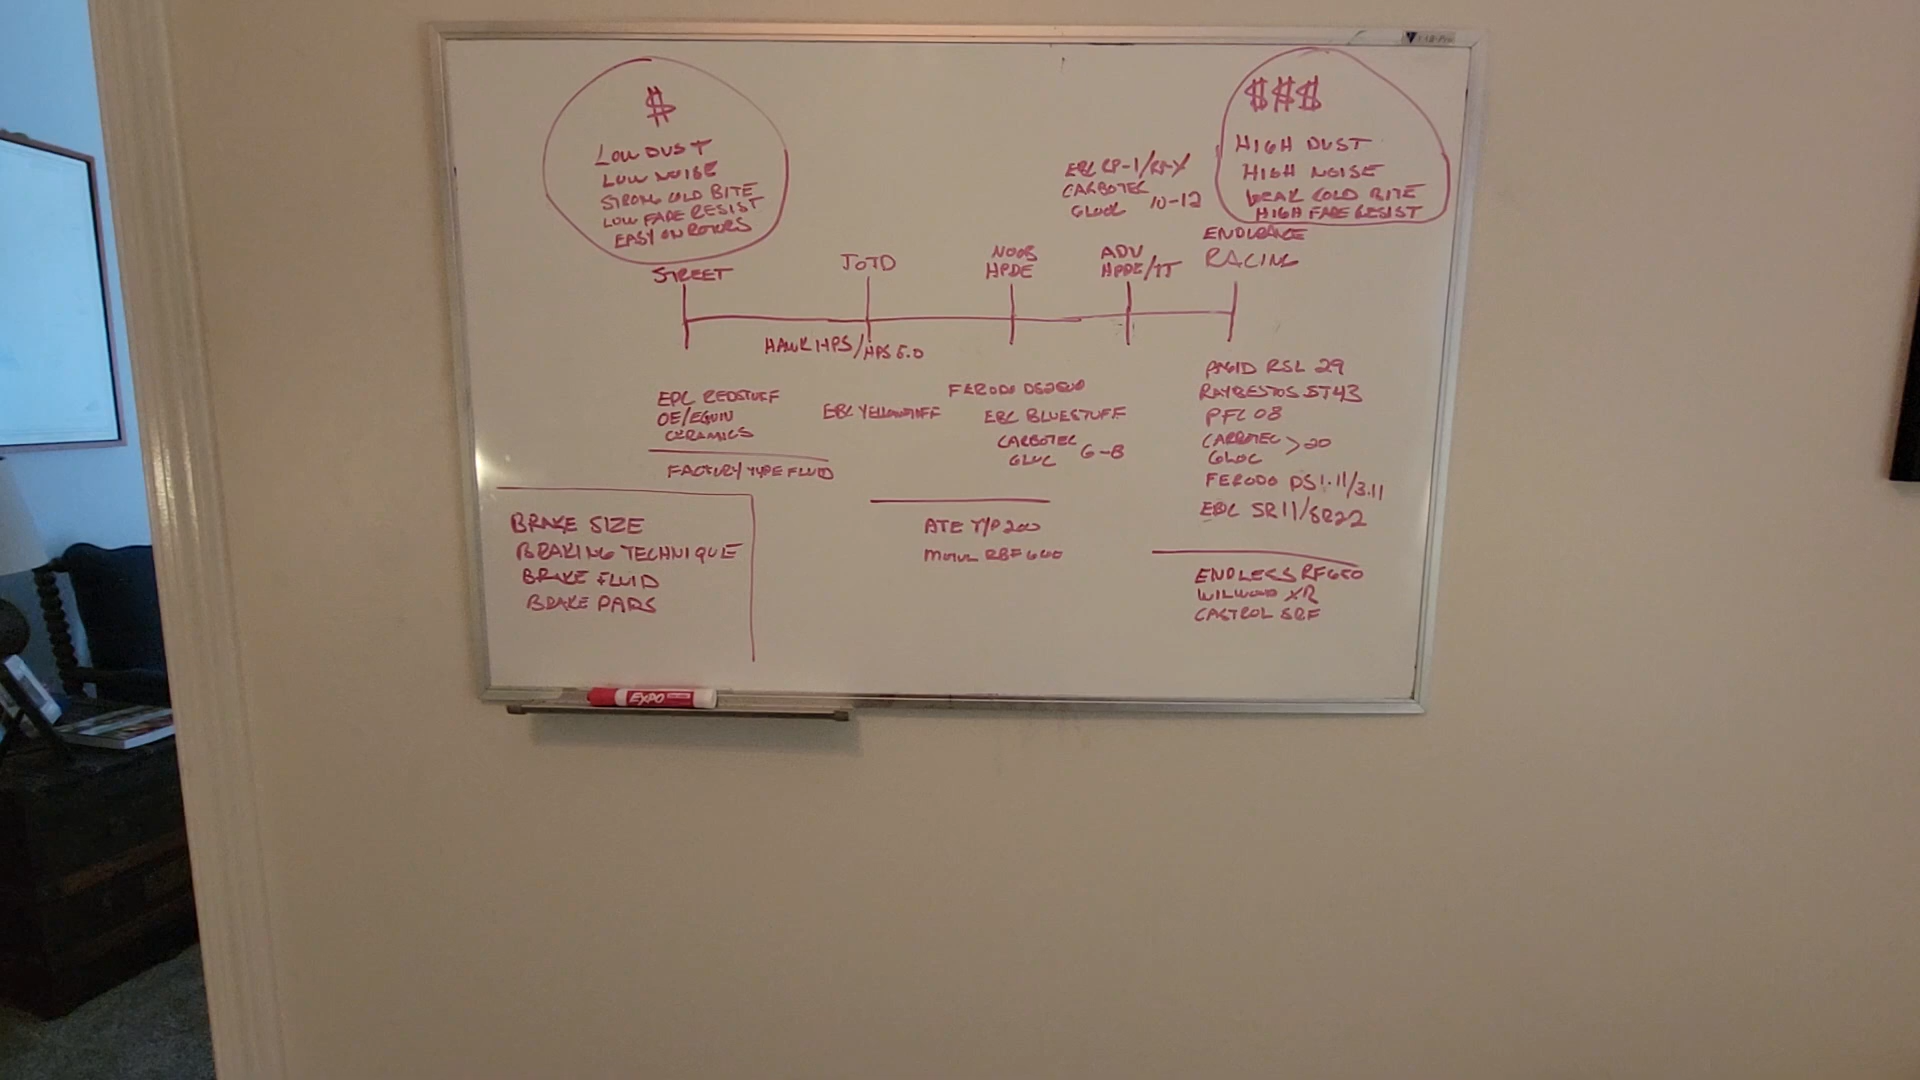 $
LOW DUST
LOW NOISE
STRONG COLD BITE
LOW FADE RESIST
EASY ON ROTORS
$$$
HIGH DUST
HIGH NOISE
WEAK COLD BITE
HIGH FADE RESIST
EBC RP-1/RP-X
CARBOTEC
GLOC 10-12
STREET
JOTD
NOOB
HPDE
ADV
HPDE/TT
ENDURANCE
RACING
HAWK HPS/HPS 5.0
EBC REDSTUFF
OE/EQUIV
CERAMICS
FACTORY TYPE FLUID
EBC YELLOWSTUFF
FERODO DS2500
EBC BLUESTUFF
CARBOTEC
GLOC 6-8
PAGID RSL 29
RAYBESTOS ST43
PFC 08
CARBOTEC
GLOC >20
FERODO DS1.11/3.11
EBC SR11/SR22
BRAKE SIZE
BRAKING TECHNIQUE
BRAKE FLUID
BRAKE PADS
ATE TYP 200
MOTUL RBF600
ENDLESS RF650
WILWOOD XR
CASTROL SRF
EXPO